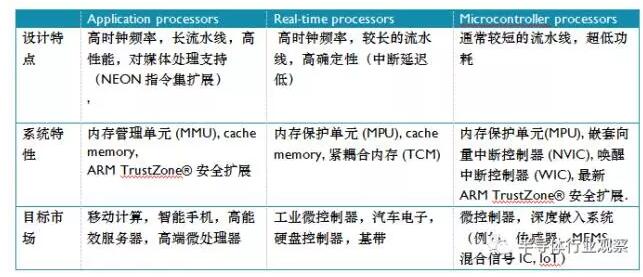 Application processors
Real-time processors
Microcontroller processors
设计特
点
高时钟频率，长流水线，高
性能，对媒体处理支持
（NEON 指令集扩展）
,
高时钟频率，较长的流水
线，高确定性（中断延迟
低）
通常较短的流水线，超低
功耗
系统特
性
内存管理单元 (MMU), cache
memory,
ARM TrustZone® 安全扩展
内存保护单元 (MPU), cache
memory, 紧耦合内存 (TCM)
内存保护单元(MPU), 嵌套向
量中断控制器 (NVIC), 唤醒
中断控制器 (WIC), 最新
ARM TrustZone® 安全扩展.
目标市
场
移动计算，智能手机，高能
效服务器，高端微处理器
工业微控制器，汽车电子，
硬盘控制器，基带
微控制器，深度嵌入系统
（例 传感器，MEMS,
混合信号 IC, IoT）
半导体行业观察